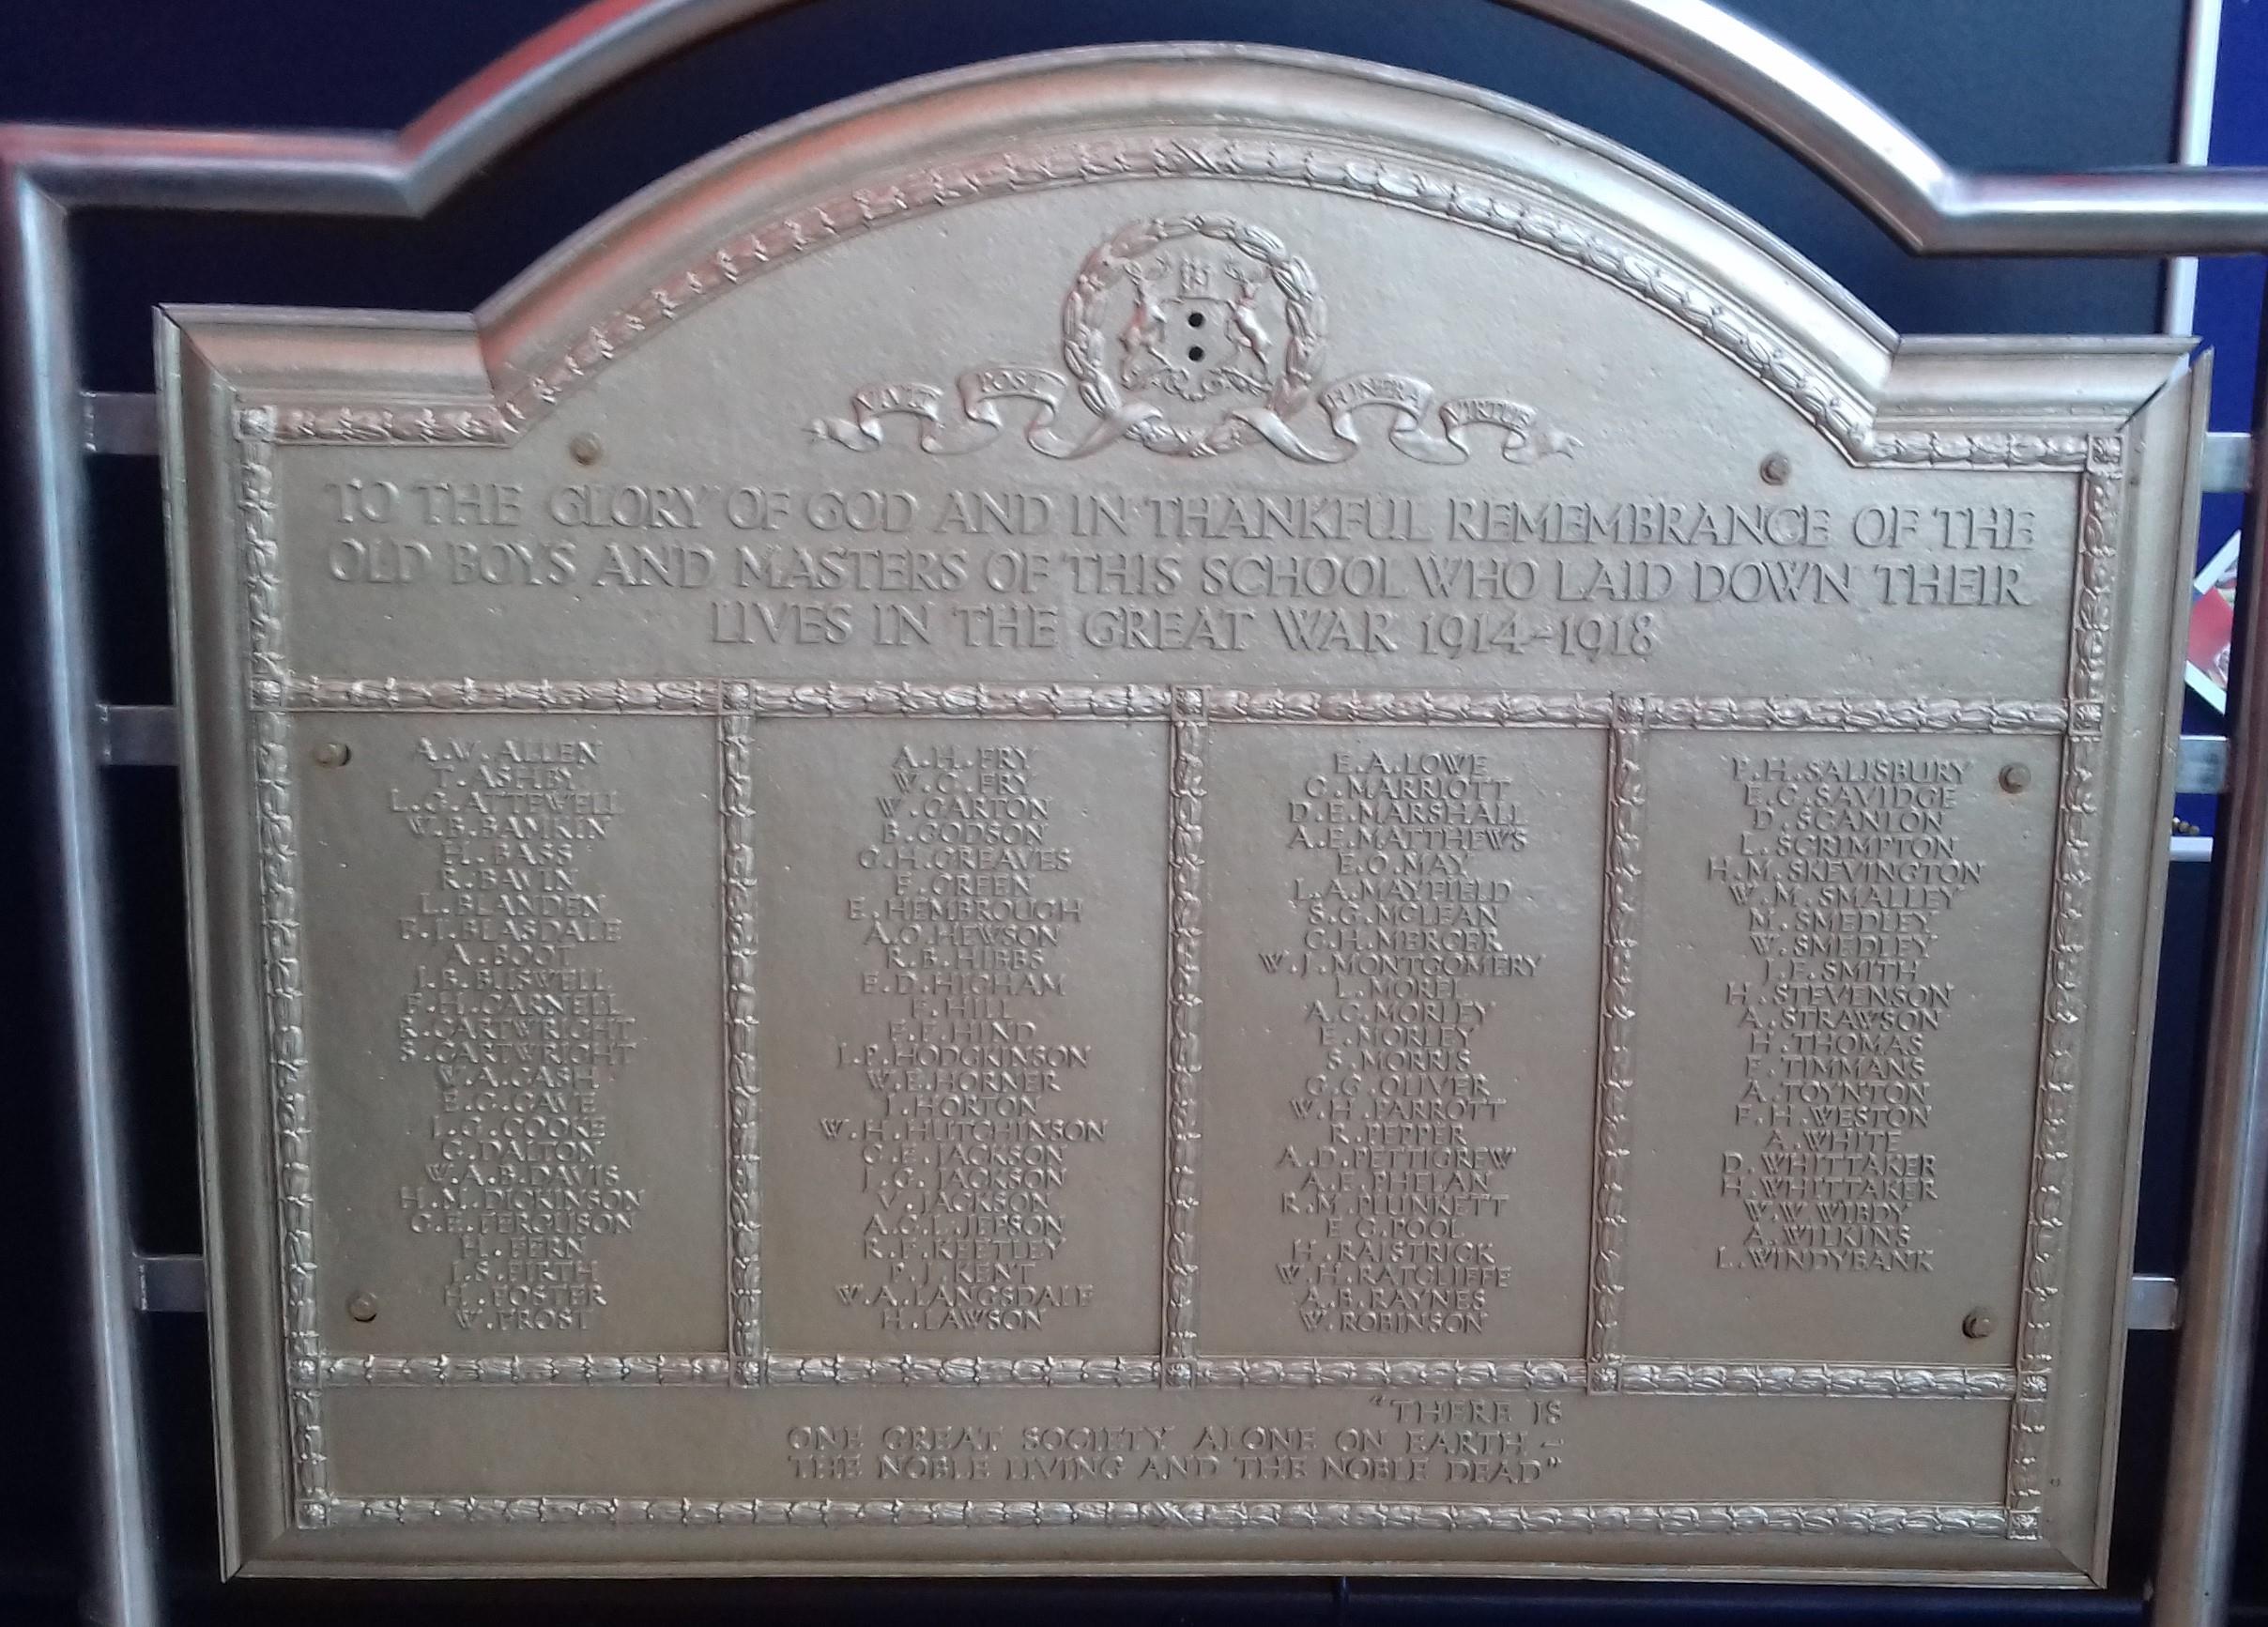 VIVIT POST FUNERA VIRTUS
TO THE GLORY OF GOD AND IN THANKFUL REMEMBRANCE OF THE
OLD BOYS AND MASTERS OF THIS SCHOOL WHO LAID DOWN THEIR
LIVES IN THE GREAT WAR 1914-1918
A.W. ALLEN
T. ASHBY
L.G. ATTEWELL
W.B. BAMKIN
H. BASS
R. BAVIN
L. BLANDEN
F.J. BLASDALE
A. BOOT
J.B. BUSWELL
F.H. CARNELL
R. CARTWRIGHT
S. CARTWRIGHT
W.A. CASH
E.G. CAVE
L.G. COOKE
G. DALTON
W.A.B. DAVIS
H.M. DICKINSON
G.E. FERGUSON
H. FERN
J.S. FIRTH
H. FOSTER
W. FROST
A.H. FRY
W.G. FRY
W. GARTON
B. GODSON
G.H. GREAVES
F. GREEN
E. HEMBROUGH
A.O. HEWSON
R.B. HIBBS
E.D. HIGHAM
F. HILL
F.F. HIND
J.P. HODGKINSON
W.E. HORNER
J. HORTON
W.H. HUTCHINSON
G.E. JACKSON
J.G. JACKSON
V. JACKSON
A.C.L. JEPSON
R.F. KEETLEY
P.J. KENT
W.A. LANGSDALE
H. LAWSON
E.A. LOWE
G. MARRIOTT
D.E. MARSHALL
A.E. MATTHEWS
E.O. MAY
L.A. MAYFIELD
S.G. MCLEAN
G.H. MERCER
W.J. MONTGOMERY
L. MOREL
A.C. MORLEY
E. MORLEY
S. MORRIS
G.G. OLIVER
W.H. PARROTT
R. PEPPER
A.D. PETTIGREW
A.E. PHELAN
R.M. PLUNKETT
E.G. POOL
H. RAISTRICK
W.H. RATCLIFFE
A.B. RAYNES
W. ROBINSON
P.H. SALISBURY
E.G. SAVIDGE
D. SCANLON
L. SCRIMPTON
H.M. SKEVINGTON
W.M. SMALLEY
M. SMEDLEY
W. SMEDLEY
J.F. SMITH
H. STEVENSON
A. STRAWSON
H. THOMAS
F. TIMMANS
A. TOYNTON
F.H. WESTON
A. WHITE
D. WHITTAKER
H. WHITTAKER
W.W. WIBDY
A. WILKINS
L. WINDYBANK
"THERE IS
ONE GREAT SOCIETY ALONE ON EARTH –
THE NOBLE LIVING AND THE NOBLE DEAD"